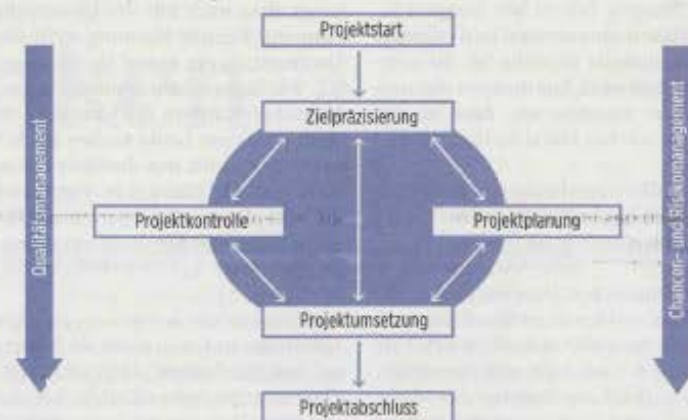 Projektstart
Zielpräzisierung
Qualitätsmanagement
Chancen- und Risikomanagement
Projektkontrolle
Projektplanung
Projektumsetzung
Projektabschluss